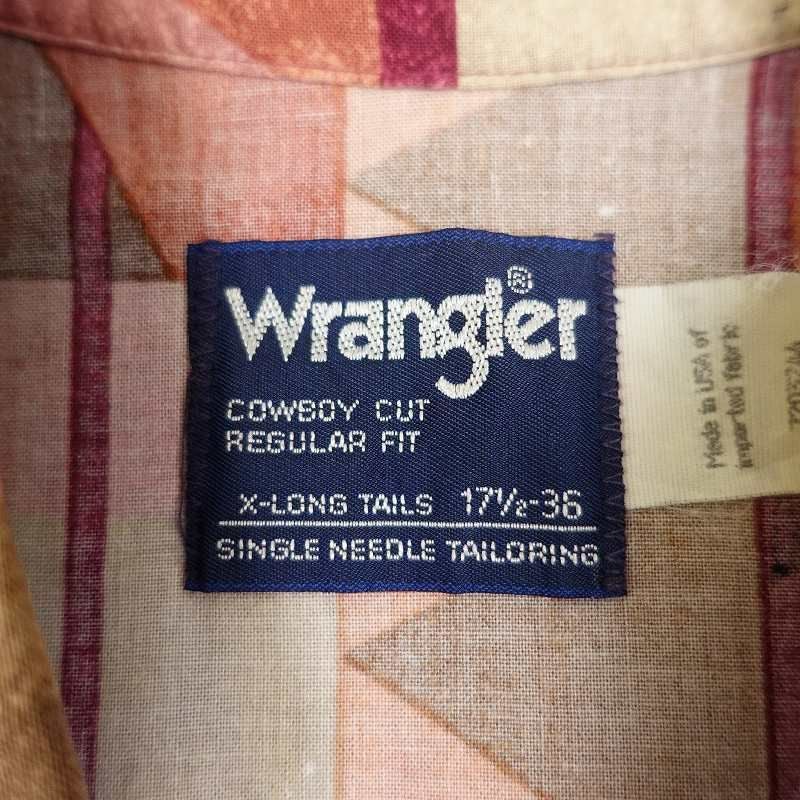 Wrangler®
COWBOY CUT
REGULAR FIT
X-LONG TAILS 17½-36
SINGLE NEEDLE TAILORING
Made in USA of
imported fabric